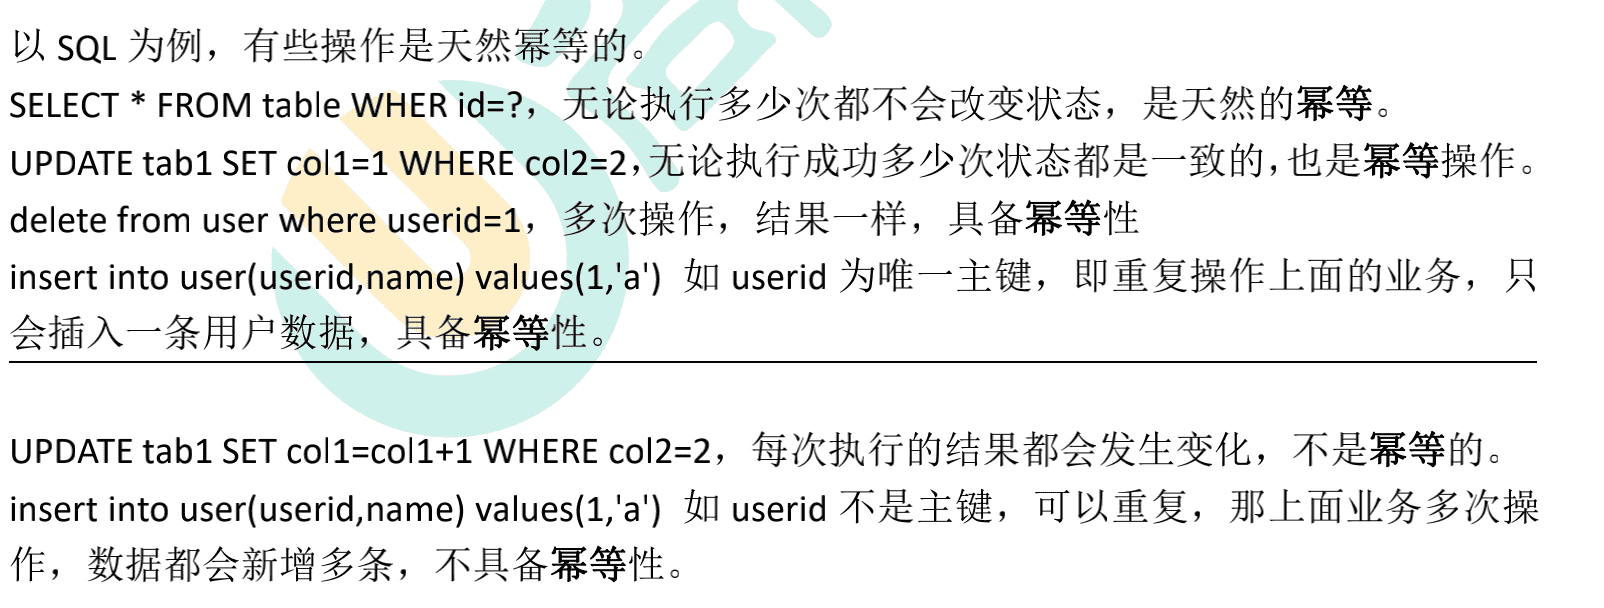 以 SQL 为例，有些操作是天然幂等的。
SELECT * FROM table WHER id=?，无论执行多少次都不会改变状态，是天然的幂等。
UPDATE tab1 SET col1=1 WHERE col2=2，无论执行成功多少次状态都是一致的，也是幂等操作。
delete from user where userid=1，多次操作，结果一样，具备幂等性
insert into user(userid,name) values(1,'a') 如 userid 为唯一主键，即重复操作上面的业务，只
会插入一条用户数据，具备幂等性。
UPDATE tab1 SET col1=col1+1 WHERE col2=2，每次执行的结果都会发生变化，不是幂等的。
insert into user(userid,name) values(1,'a') 如 userid 不是主键，可以重复，那上面业务多次操
作，数据都会新增多条，不具备幂等性。